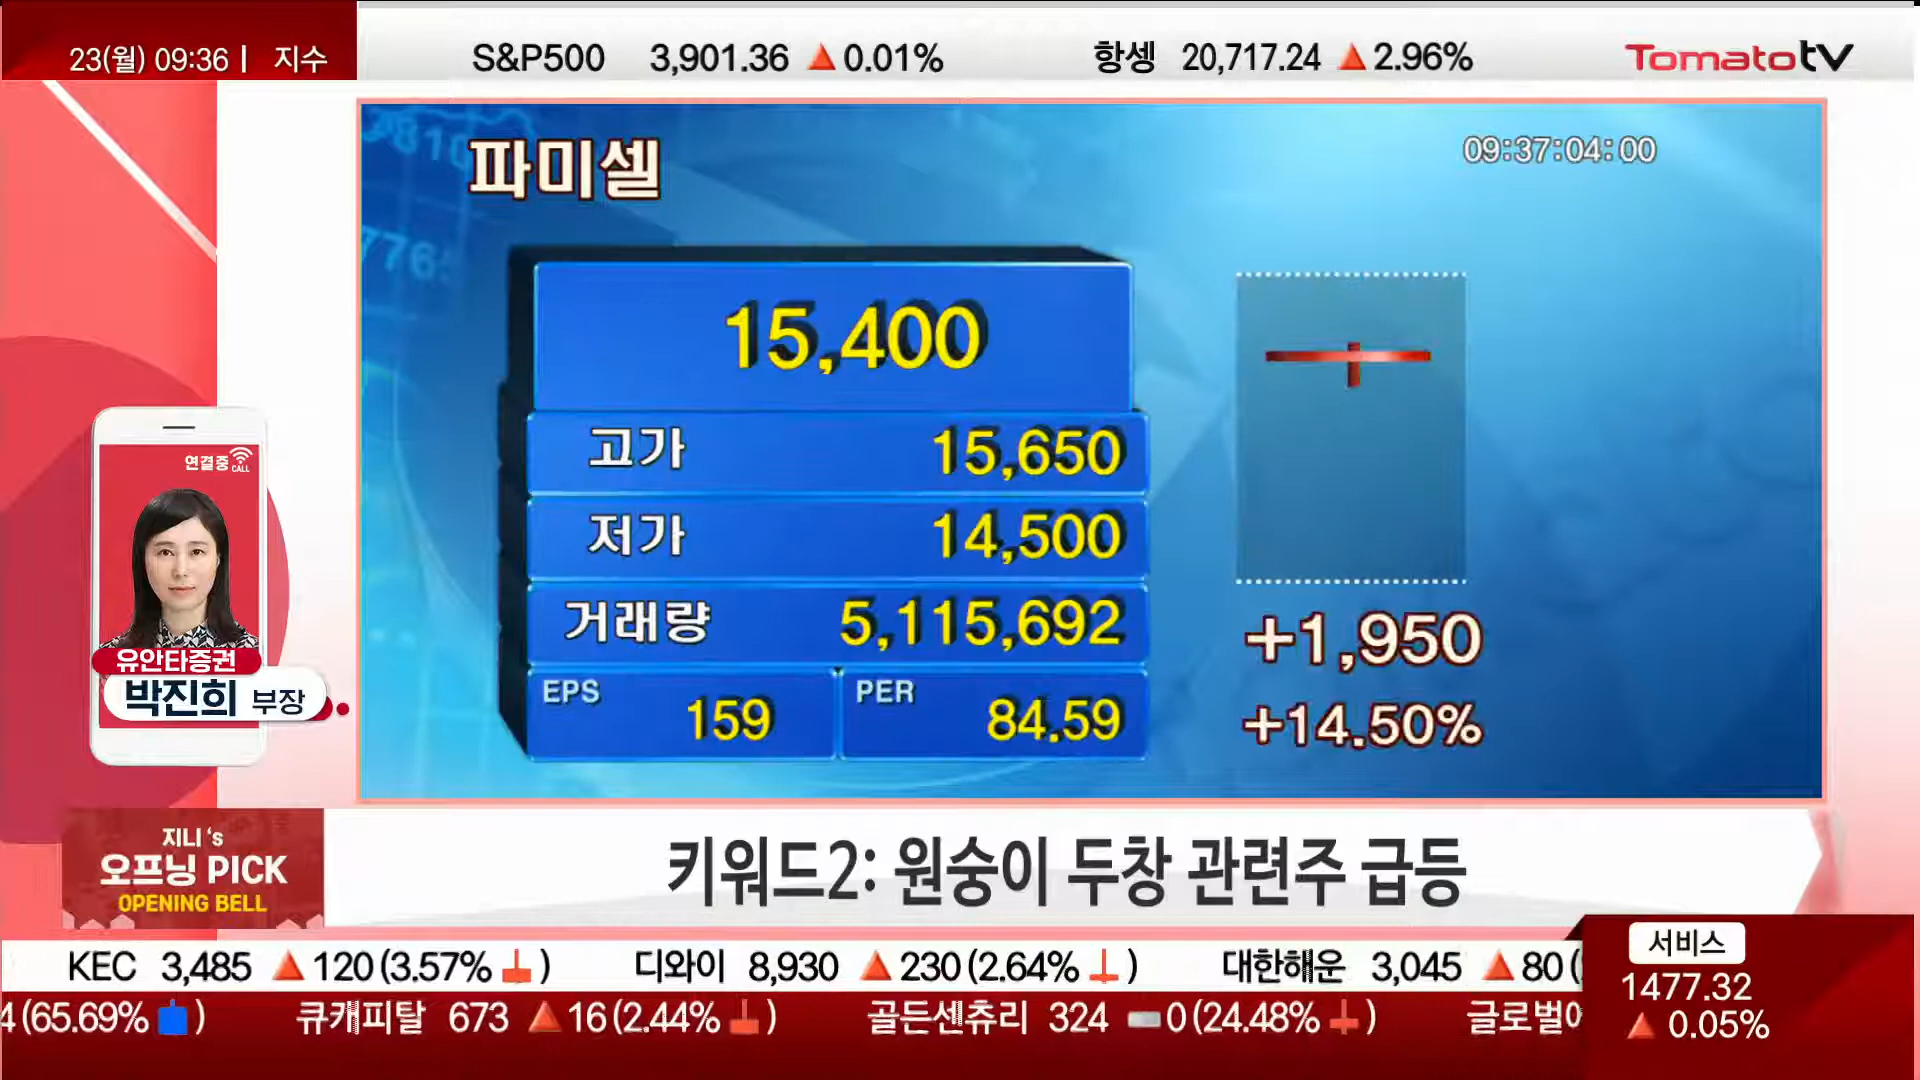 23(월) 09:36 | 지수
S&P500 3,901.36 ▲ 0.01%
항셍 20,717.24 ▲ 2.96%
Tomatotv
파미셀
09:37:04:00
15,400
고가 15,650
저가 14,500
거래량 5,115,692
EPS 159
PER 84.59
+1,950
+14.50%
연결중
CALL
유안타증권
박진희 부장
지니's
오프닝 PICK
OPENING BELL
키워드2: 원숭이 두창 관련주 급등
KEC 3,485 ▲ 120 (3.57% ) 디와이 8,930 ▲ 230 (2.64% ) 대한해운 3,045 ▲ 80 (
4 (65.69% ) 큐캐피탈 673 ▲ 16 (2.44% ) 골든센츄리 324 0 (24.48% ) 글로벌
서비스
1477.32
▲ 0.05%